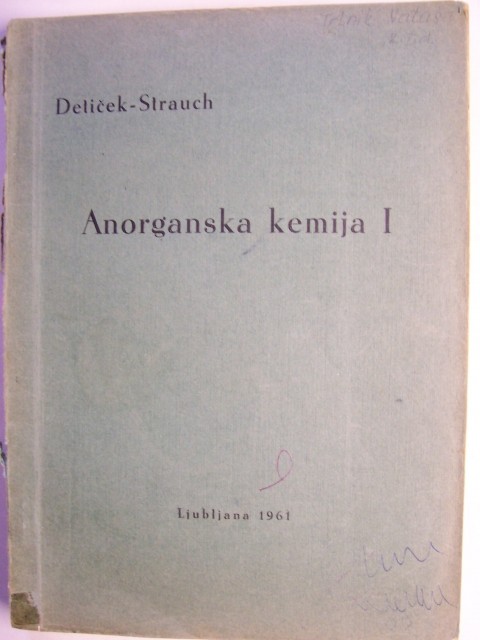 Detiček-Strauch
Anorganska kemija I
Ljubljana 1961